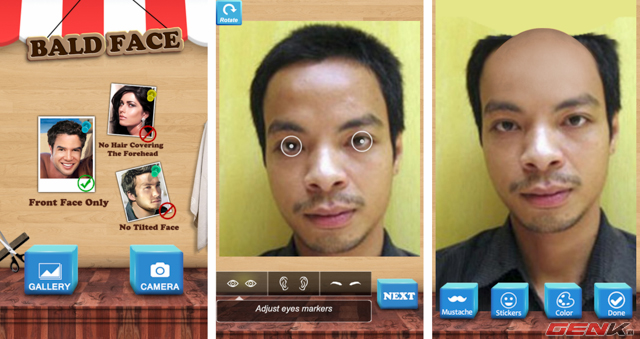 BALD FACE
No Hair Covering
The Forehead
Front Face Only
No Tilted Face
GALLERY
CAMERA
Rotate
Adjust eyes markers
NEXT
Mustache
Stickers
Color
Done
GENK